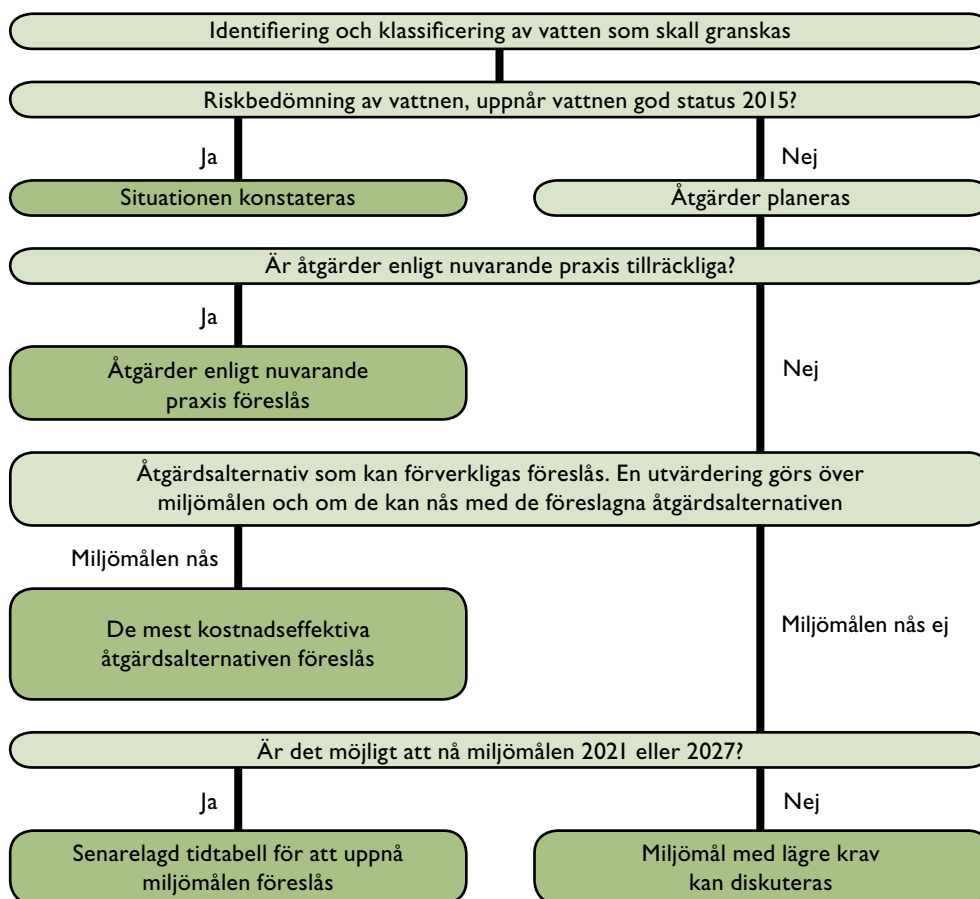 Identifiering och klassificering av vatten som skall granskas
Riskbedömning av vattnen, uppnår vattnen god status 2015?
Ja
Nej
Situationen konstateras
Åtgärder planeras
Är åtgärder enligt nuvarande praxis tillräckliga?
Ja
Nej
Åtgärder enligt nuvarande
praxis föreslås
Åtgärdsalternativ som kan förverkligas föreslås. En utvärdering görs över
miljömålen och om de kan nås med de föreslagna åtgärdsalternativen
Miljömålen nås
Miljömålen nås ej
De mest kostnadseffektiva
åtgärdsalternativen föreslås
Är det möjligt att nå miljömålen 2021 eller 2027?
Ja
Nej
Senarelagd tidtabell för att uppnå
miljömålen föreslås
Miljömål med lägre krav
kan diskuteras